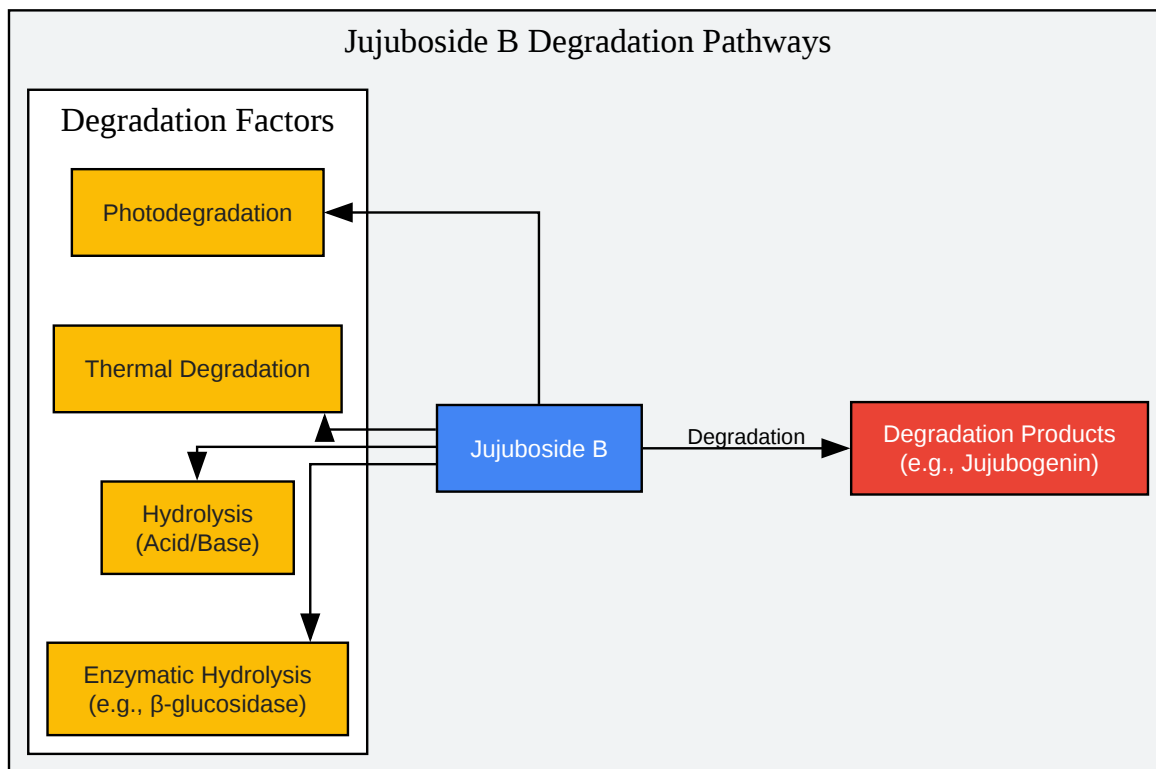 Jujuboside B Degradation Pathways
Degradation Factors
Photodegradation
Thermal Degradation
Hydrolysis
(Acid/Base)
Enzymatic Hydrolysis
(e.g., β-glucosidase)
Jujuboside B
Degradation
Degradation Products
(e.g., Jujubogenin)